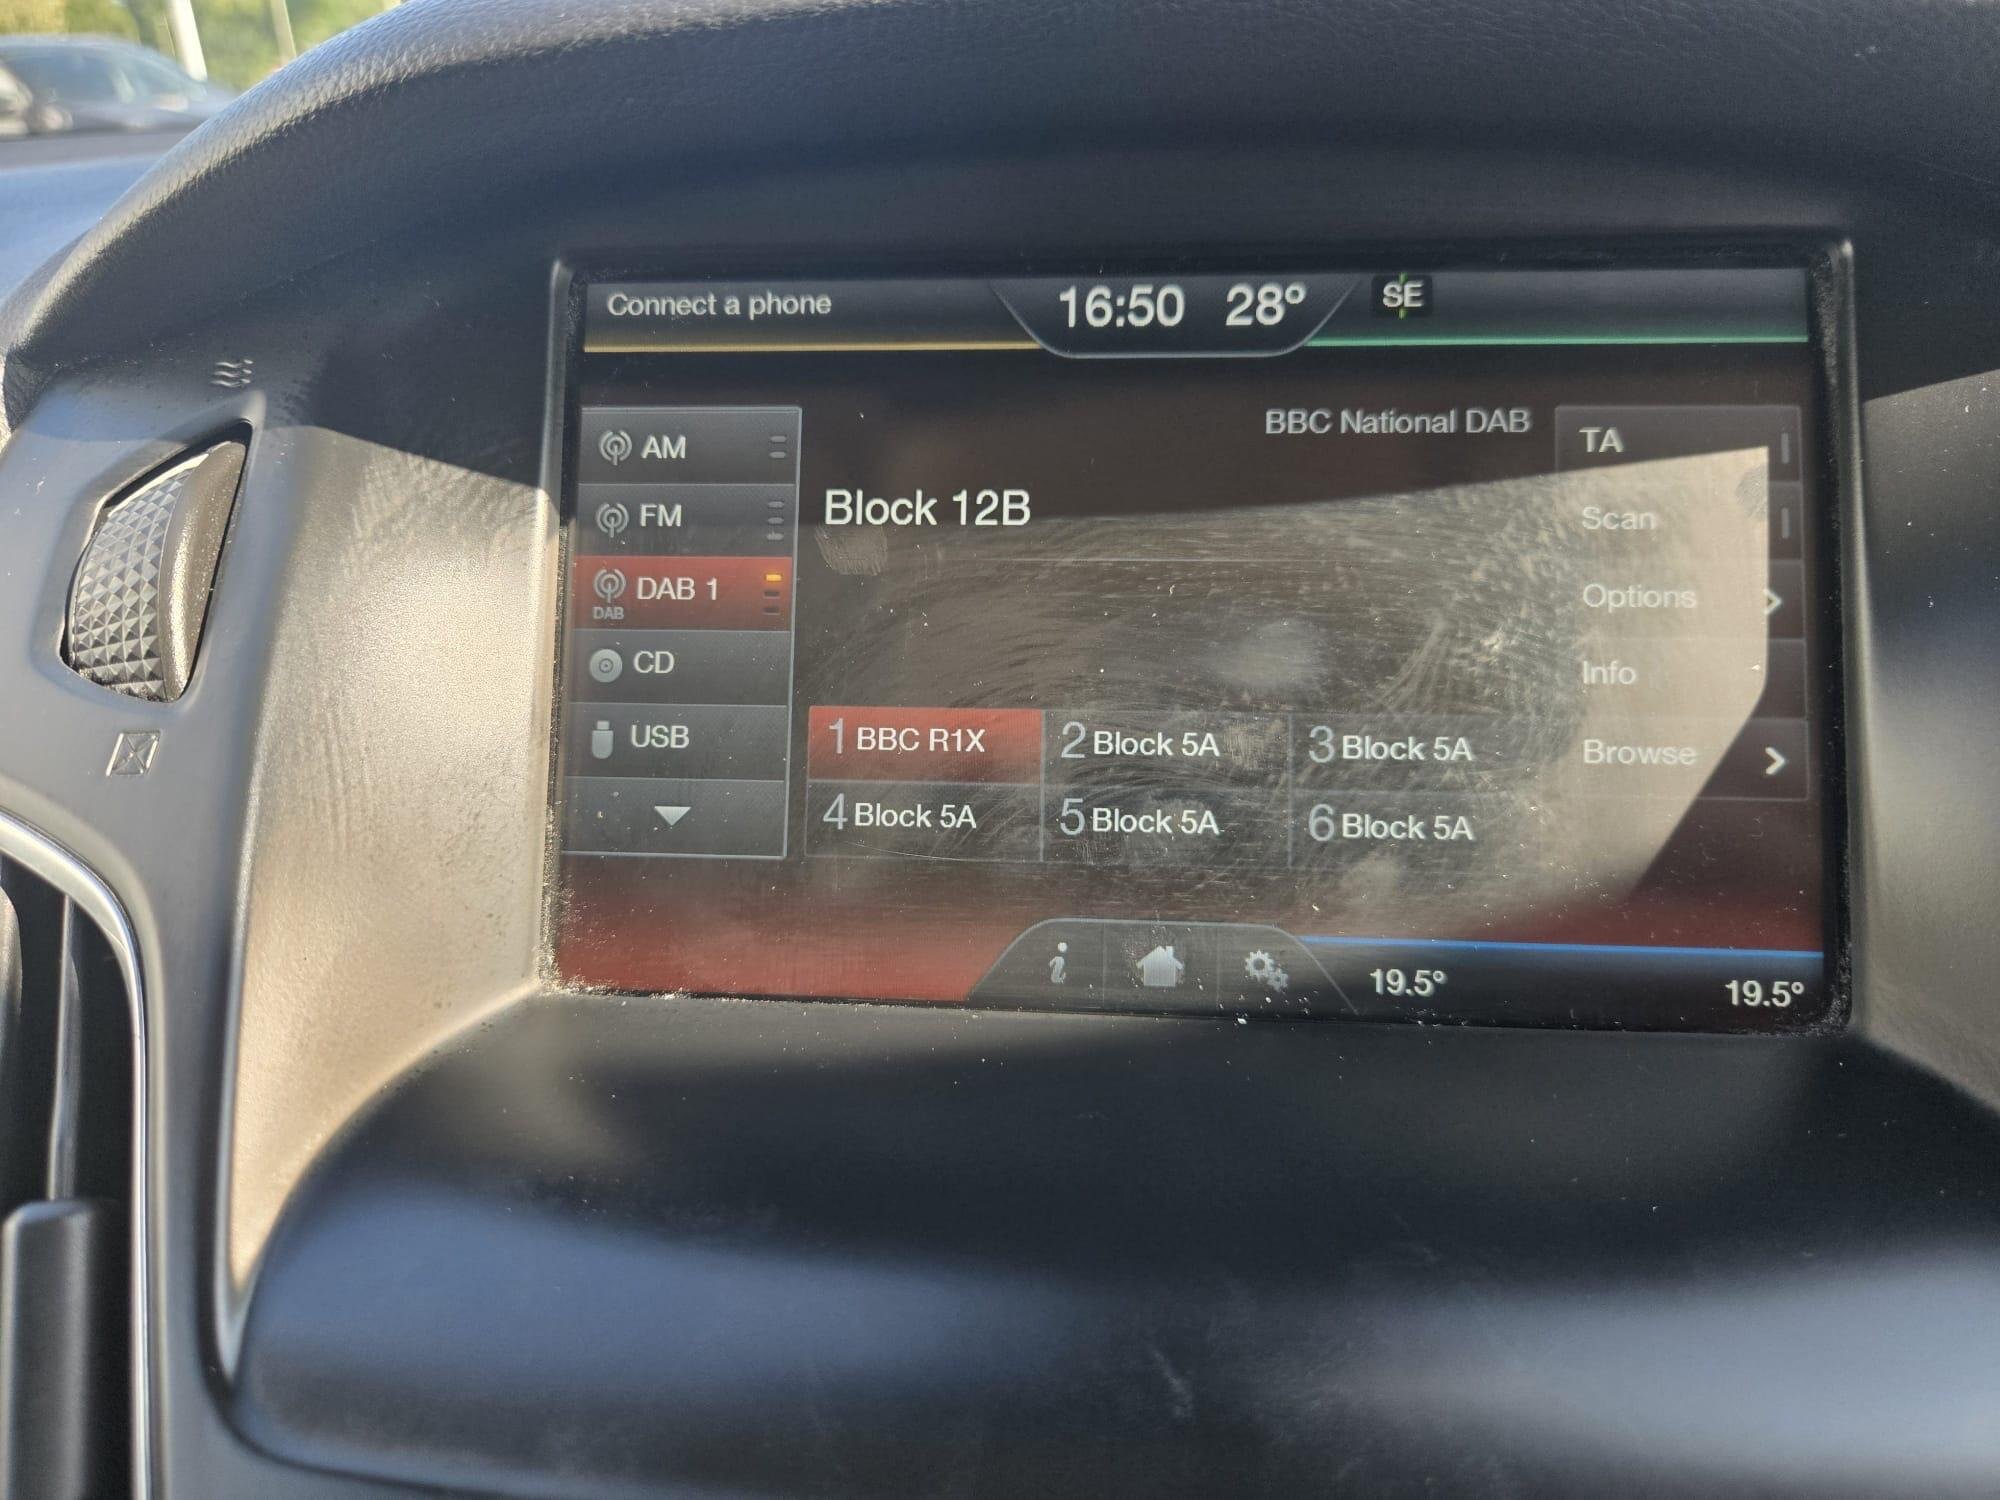 Connect a phone
16:50 28° SE
AM
FM
DAB 1
DAB
CD
USB
BBC National DAB
Block 12B
1 BBC R1X
2 Block 5A
3 Block 5A
4 Block 5A
5 Block 5A
6 Block 5A
TA
Scan
Options
Info
Browse
i
19.5°
19.5°